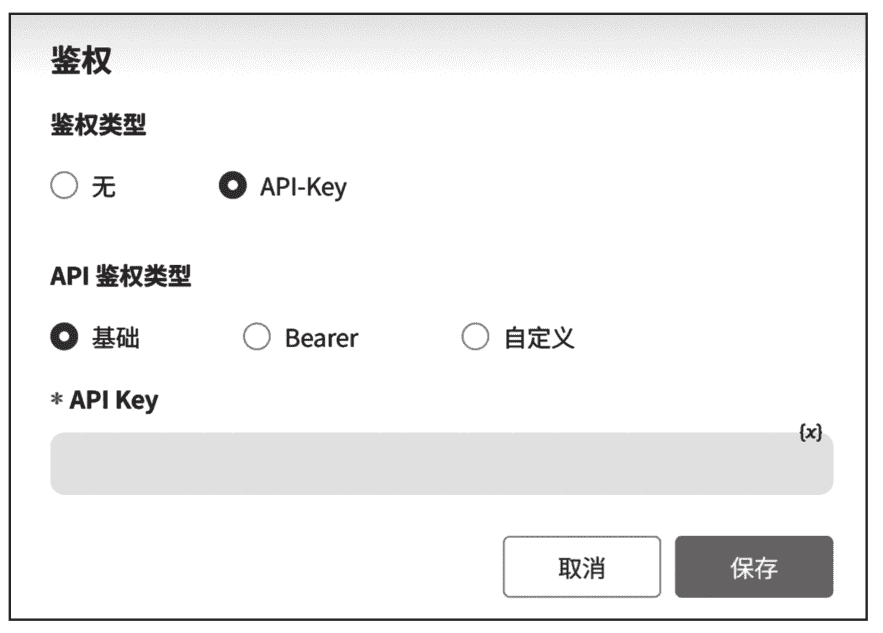 鉴权
鉴权类型
无 API-Key
API 鉴权类型
基础 Bearer 自定义
* API Key
{x}
取消 保存